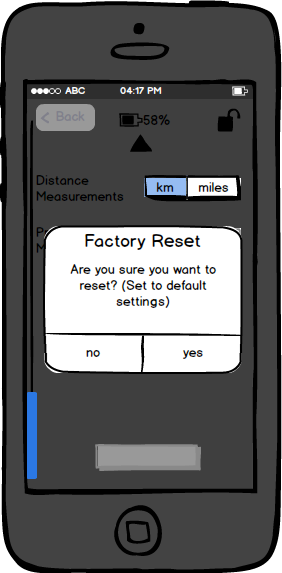 ABC 04:17 PM
Back
58%
Distance
Measurements
km miles
Factory Reset
Are you sure you want to
reset? (Set to default
settings)
no yes